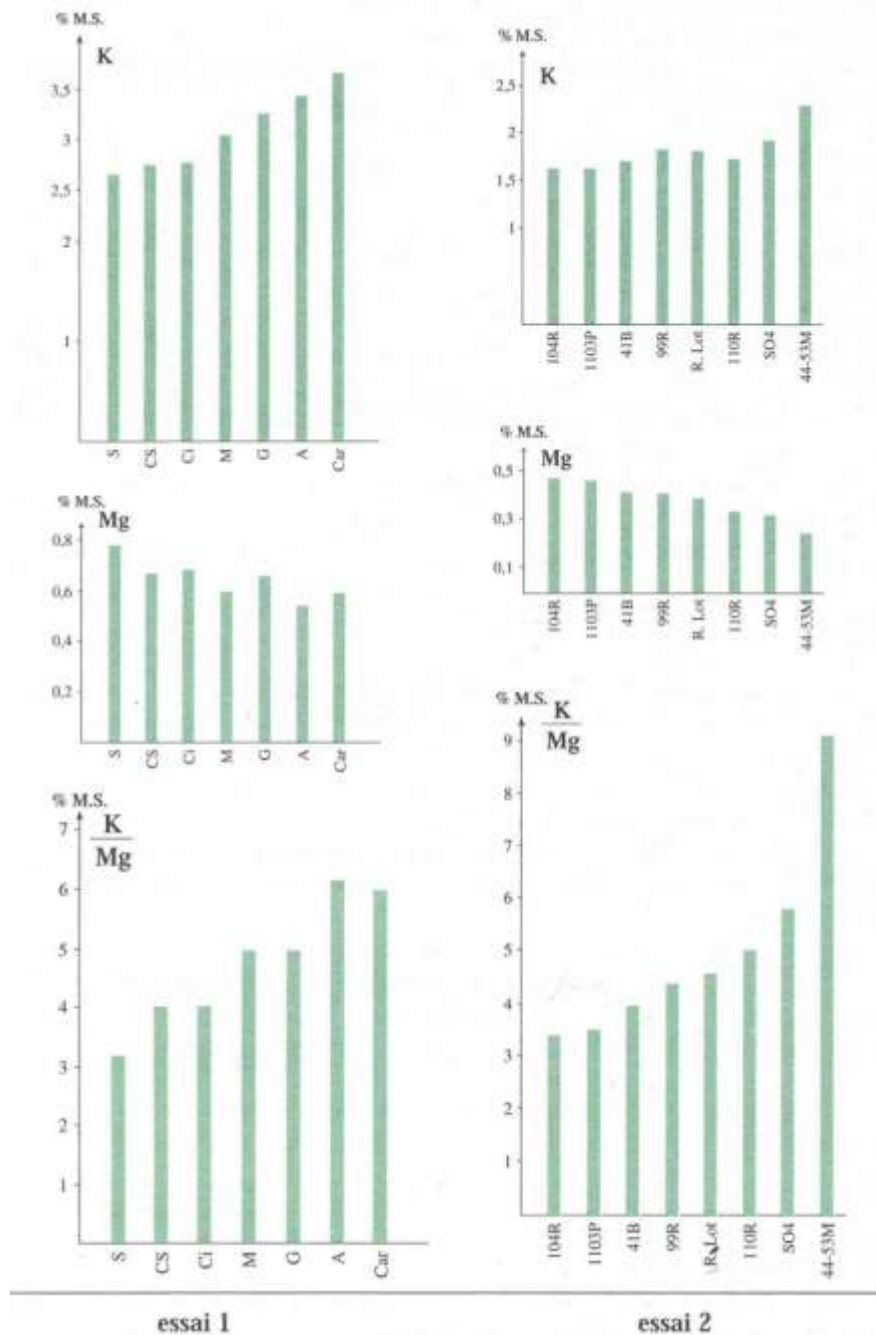 % M.S.
K
3,5
3
2,5
2
1
S CS Ci M G A Car
% M.S.
Mg
0,8
0,6
0,4
0,2
S CS Ci M G A Car
% M.S.
K
Mg
7
6
5
4
3
2
1
S CS Ci M G A Car
essai 1
% M.S.
K
2,5
2
1,5
1
104R 1103P 41B 99R R. Lot 110R SO4 44-53M
% M.S.
Mg
0,5
0,3
0,1
104R 1103P 41B 99R R. Lot 110R SO4 44-53M
% M.S.
K
Mg
9
8
7
6
5
4
3
2
1
104R 1103P 41B 99R R. Lot 110R SO4 44-53M
essai 2